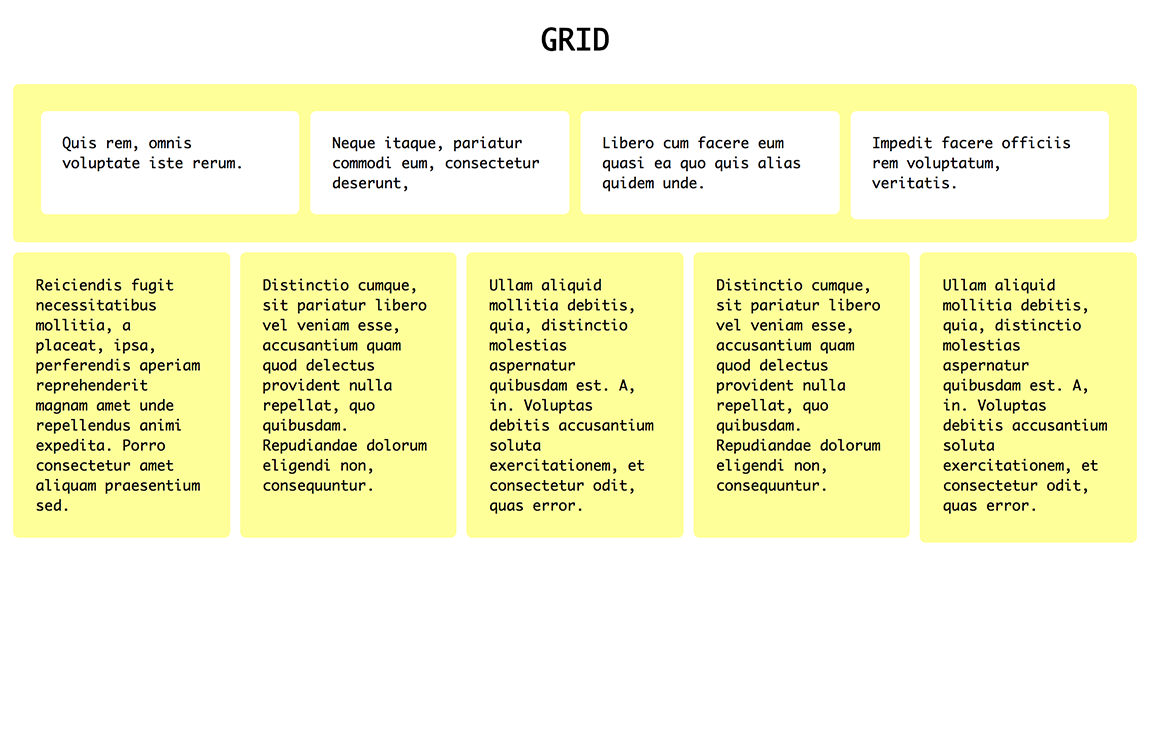 GRID
Quis rem, omnis
voluptate iste rerum.
Neque itaque, pariatur
commodi eum, consectetur
deserunt,
Libero cum facere eum
quasi ea quo quis alias
quidem unde.
Impedit facere officiis
rem voluptatum,
veritatis.
Reiciendis fugit
necessitatibus
mollitia, a
placeat, ipsa,
perferendis aperiam
reprehenderit
magnam amet unde
repellendus animi
expedita. Porro
consectetur amet
aliquam praesentium
sed.
Distinctio cumque,
sit pariatur libero
vel veniam esse,
accusantium quam
quod delectus
provident nulla
repellat, quo
quibusdam.
Repudiandae dolorum
eligendi non,
consequuntur.
Ullam aliquid
mollitia debitis,
quia, distinctio
molestias
aspernatur
quibusdam est. A,
in. Voluptas
debitis accusantium
soluta
exercitationem, et
consectetur odit,
quas error.
Distinctio cumque,
sit pariatur libero
vel veniam esse,
accusantium quam
quod delectus
provident nulla
repellat, quo
quibusdam.
Repudiandae dolorum
eligendi non,
consequuntur.
Ullam aliquid
mollitia debitis,
quia, distinctio
molestias
aspernatur
quibusdam est. A,
in. Voluptas
debitis accusantium
soluta
exercitationem, et
consectetur odit,
quas error.